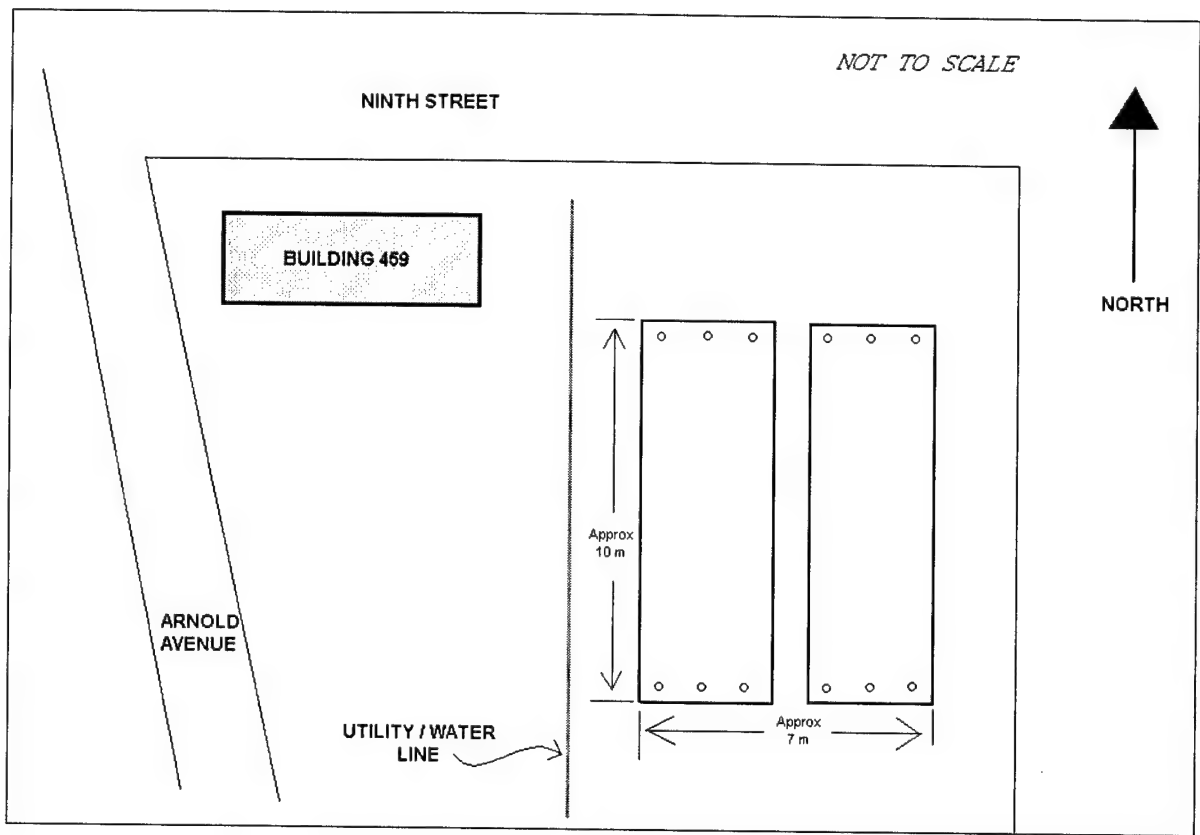 NOT TO SCALE
NINTH STREET
BUILDING 459
NORTH
Approx
10 m
ARNOLD
AVENUE
UTILITY / WATER
LINE
Approx
7 m